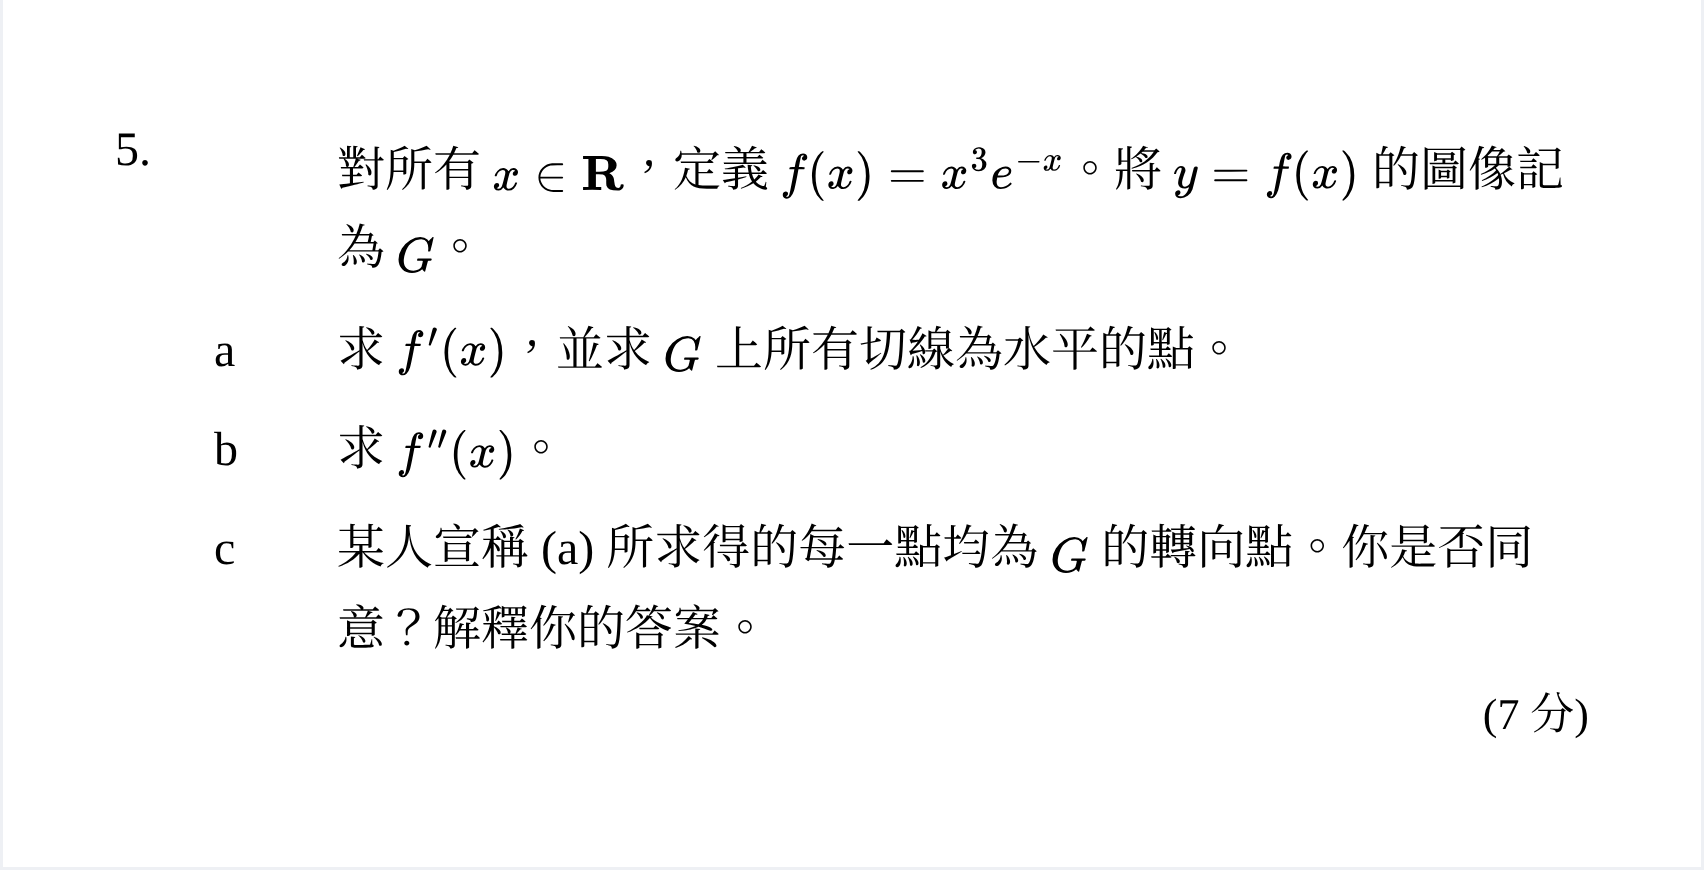 5. 對所有 x ∈ R，定義 f(x) = x³e⁻ˣ。將 y = f(x) 的圖像記
為 G。
a 求 f′(x)，並求 G 上所有切線為水平的點。
b 求 f″(x)。
c 某人宣稱 (a) 所求得的每一點均為 G 的轉向點。你是否同
意？解釋你的答案。
(7 分)